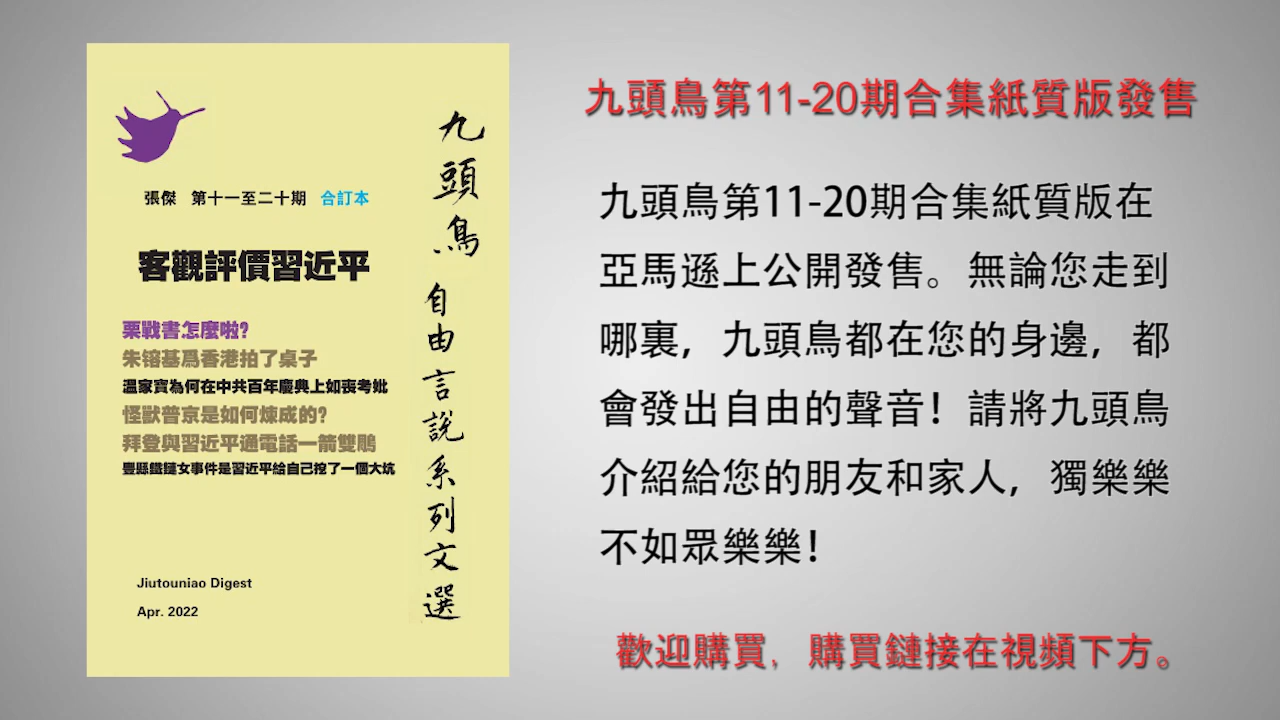 張傑 第十一至二十期 合訂本
客觀評價習近平
栗戰書怎麼啦?
朱镕基爲香港拍了桌子
溫家寶為何在中共百年慶典上如喪考妣
怪獸普京是如何煉成的?
拜登與習近平通電話一箭雙鵰
豐縣鐵鏈女事件是習近平給自己挖了一個大坑
Jiutouniao Digest
Apr. 2022
九頭鳥 自由言說系列文選
九頭鳥第11-20期合集紙質版發售
九頭鳥第11-20期合集紙質版在
亞馬遜上公開發售。無論您走到
哪裏，九頭鳥都在您的身邊，都
會發出自由的聲音！請將九頭鳥
介紹給您的朋友和家人，獨樂樂
不如眾樂樂！
歡迎購買，購買鏈接在視頻下方。